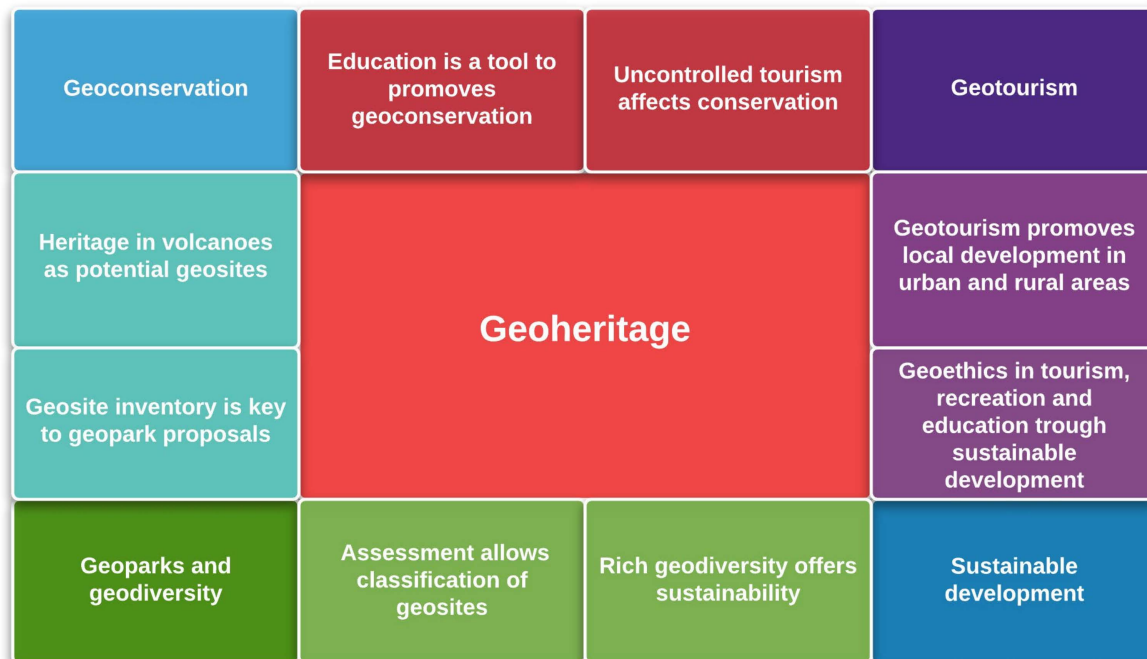 Geoconservation
Education is a tool to
promoves
geoconservation
Uncontrolled tourism
affects conservation
Geotourism
Heritage in volcanoes
as potential geosites
Geoheritage
Geotourism promoves
local development in
urban and rural areas
Geosite inventory is key
to geopark proposals
Geoethics in tourism,
recreation and
education trough
sustainable
development
Geoparks and
geodiversity
Assessment allows
classification of
geosites
Rich geodiversity offers
sustainability
Sustainable
development